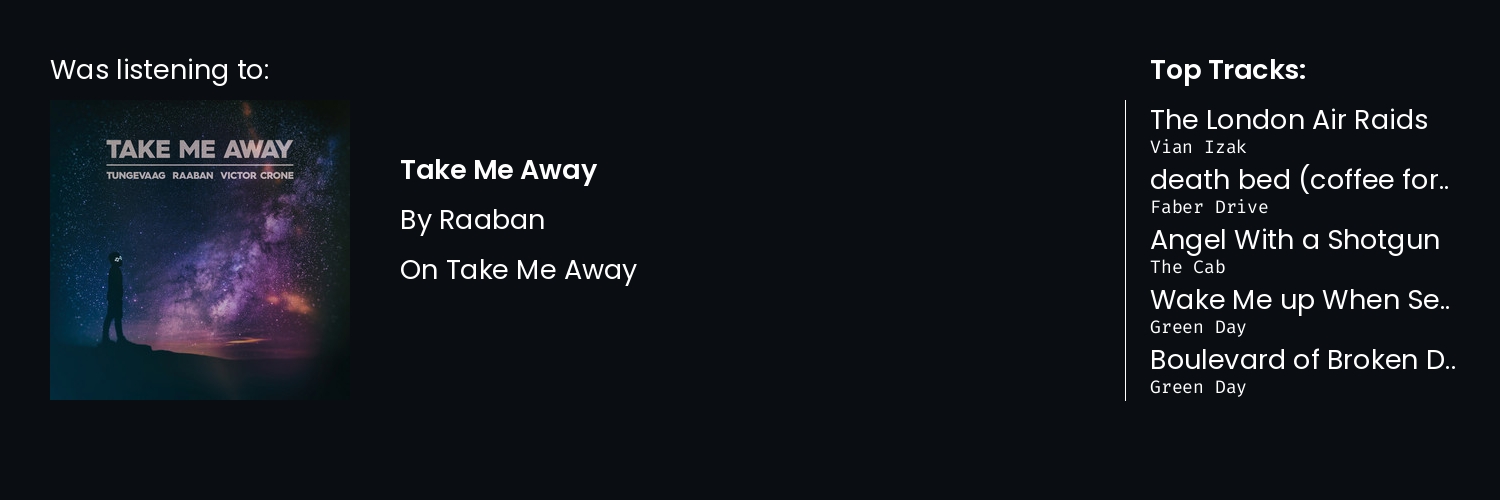 Was listening to:
TAKE ME AWAY
TUNGEVAAG RAABAN VICTOR CRONE
Take Me Away
By Raaban
On Take Me Away
Top Tracks:
The London Air Raids
Vian Izak
death bed (coffee for..
Faber Drive
Angel With a Shotgun
The Cab
Wake Me up When Se..
Green Day
Boulevard of Broken D..
Green Day